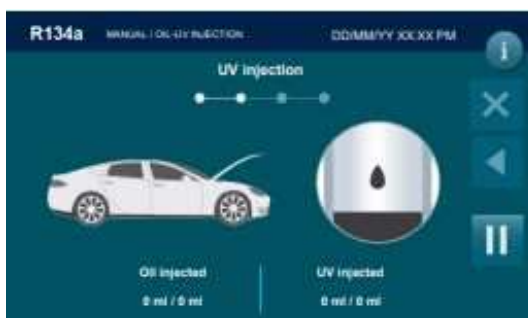 R134a MANUAL / OIL-UV INJECTION DD/MM/YY XX:XX PM
i
UV injection
Oil injected UV injected
0 ml / 0 ml 0 ml / 0 ml